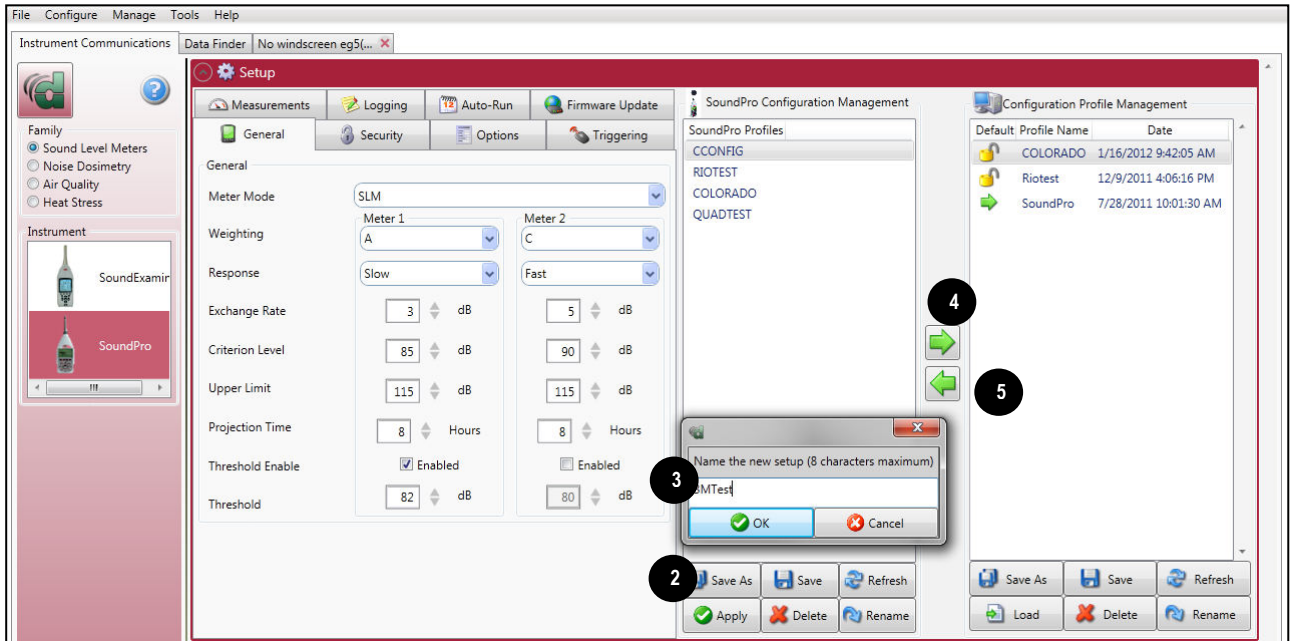 File Configure Manage Tools Help
Instrument Communications Data Finder No windscreen eg5(...
Family
Sound Level Meters
Noise Dosimetry
Air Quality
Heat Stress
Instrument
SoundExamin
SoundPro
Setup
Measurements Logging Auto-Run Firmware Update
General Security Options Triggering
General
Meter Mode SLM
Meter 1 Meter 2
Weighting A C
Response Slow Fast
Exchange Rate 3 dB 5 dB
Criterion Level 85 dB 90 dB
Upper Limit 115 dB 115 dB
Projection Time 8 Hours 8 Hours
Threshold Enable Enabled Enabled
Threshold 82 dB 80 dB
SoundPro Configuration Management
SoundPro Profiles
CCONFIG
RIOTEST
COLORADO
QUADTEST
4
5
Name the new setup (8 characters maximum)
3
OK Cancel
2
Save As Save Refresh
Apply Delete Rename
Configuration Profile Management
Default Profile Name Date
COLORADO 1/16/2012 9:42:05 AM
Riotest 12/9/2011 4:06:16 PM
SoundPro 7/28/2011 10:01:30 AM
Save As Save Refresh
Load Delete Rename